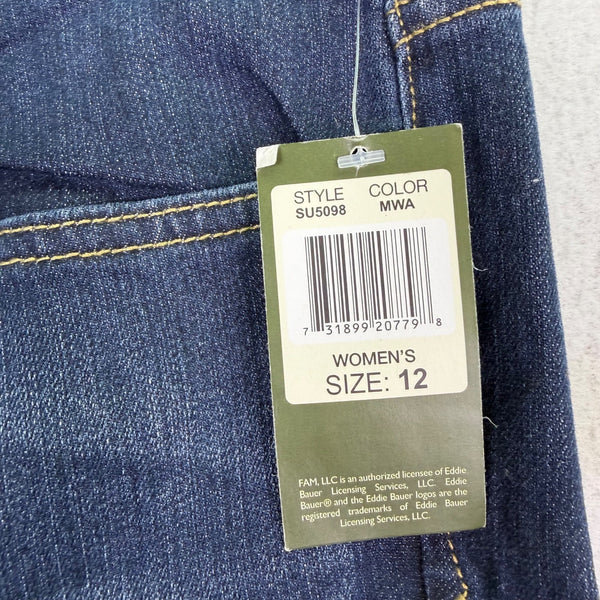 STYLE COLOR
SU5098 MWA
7 31899 20779 8
WOMEN'S
SIZE: 12
FAM, LLC is an authorized licensee of Eddie
Bauer Licensing Services, LLC. Eddie
Bauer® and the Eddie Bauer logos are the
registered trademarks of Eddie Bauer
Licensing Services, LLC.